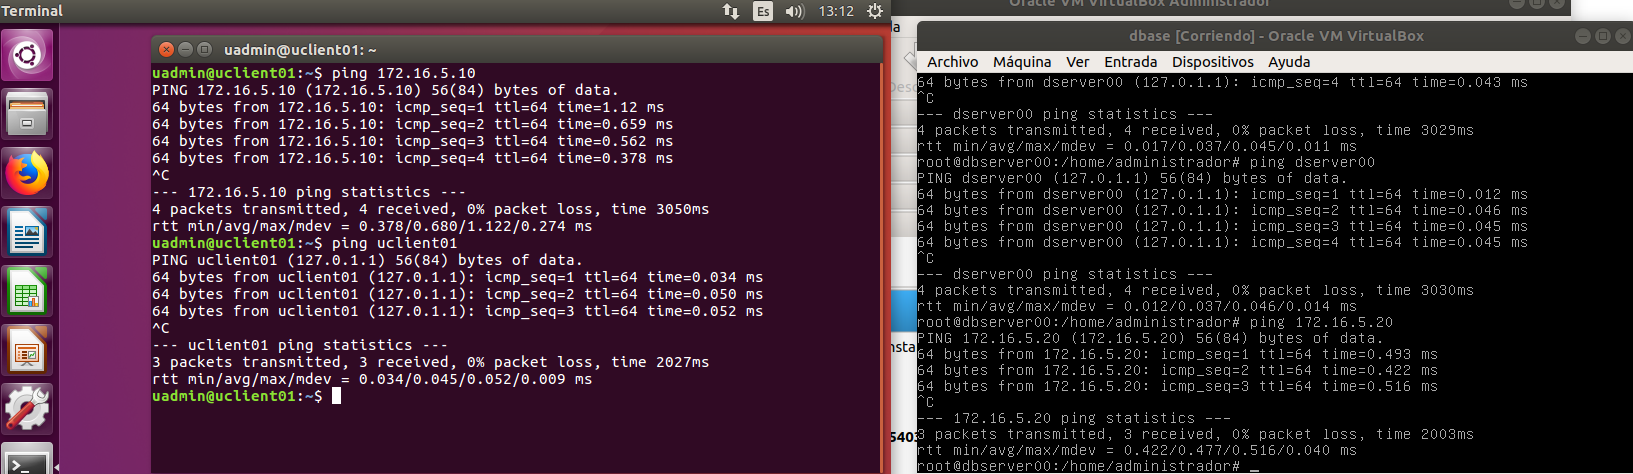 Terminal
Es
13:12
uadmin@uclient01: ~
uadmin@uclient01:~$ ping 172.16.5.10
PING 172.16.5.10 (172.16.5.10) 56(84) bytes of data.
64 bytes from 172.16.5.10: icmp_seq=1 ttl=64 time=1.12 ms
64 bytes from 172.16.5.10: icmp_seq=2 ttl=64 time=0.659 ms
64 bytes from 172.16.5.10: icmp_seq=3 ttl=64 time=0.562 ms
64 bytes from 172.16.5.10: icmp_seq=4 ttl=64 time=0.378 ms
^C
--- 172.16.5.10 ping statistics ---
4 packets transmitted, 4 received, 0% packet loss, time 3050ms
rtt min/avg/max/mdev = 0.378/0.680/1.122/0.274 ms
uadmin@uclient01:~$ ping uclient01
PING uclient01 (127.0.1.1) 56(84) bytes of data.
64 bytes from uclient01 (127.0.1.1): icmp_seq=1 ttl=64 time=0.034 ms
64 bytes from uclient01 (127.0.1.1): icmp_seq=2 ttl=64 time=0.050 ms
64 bytes from uclient01 (127.0.1.1): icmp_seq=3 ttl=64 time=0.052 ms
^C
--- uclient01 ping statistics ---
3 packets transmitted, 3 received, 0% packet loss, time 2027ms
rtt min/avg/max/mdev = 0.034/0.045/0.052/0.009 ms
uadmin@uclient01:~$
Oracle VM VirtualBox Administrador
da
Desc
nsta
5403
dbase [Corriendo] - Oracle VM VirtualBox
Archivo Máquina Ver Entrada Dispositivos Ayuda
64 bytes from dserver00 (127.0.1.1): icmp_seq=4 ttl=64 time=0.043 ms
^C
--- dserver00 ping statistics ---
4 packets transmitted, 4 received, 0% packet loss, time 3029ms
rtt min/avg/max/mdev = 0.017/0.037/0.045/0.011 ms
root@dbserver00:/home/administrador# ping dserver00
PING dserver00 (127.0.1.1) 56(84) bytes of data.
64 bytes from dserver00 (127.0.1.1): icmp_seq=1 ttl=64 time=0.012 ms
64 bytes from dserver00 (127.0.1.1): icmp_seq=2 ttl=64 time=0.046 ms
64 bytes from dserver00 (127.0.1.1): icmp_seq=3 ttl=64 time=0.045 ms
64 bytes from dserver00 (127.0.1.1): icmp_seq=4 ttl=64 time=0.045 ms
^C
--- dserver00 ping statistics ---
4 packets transmitted, 4 received, 0% packet loss, time 3030ms
rtt min/avg/max/mdev = 0.012/0.037/0.046/0.014 ms
root@dbserver00:/home/administrador# ping 172.16.5.20
PING 172.16.5.20 (172.16.5.20) 56(84) bytes of data.
64 bytes from 172.16.5.20: icmp_seq=1 ttl=64 time=0.493 ms
64 bytes from 172.16.5.20: icmp_seq=2 ttl=64 time=0.422 ms
64 bytes from 172.16.5.20: icmp_seq=3 ttl=64 time=0.516 ms
^C
--- 172.16.5.20 ping statistics ---
3 packets transmitted, 3 received, 0% packet loss, time 2003ms
rtt min/avg/max/mdev = 0.422/0.477/0.516/0.040 ms
root@dbserver00:/home/administrador# _